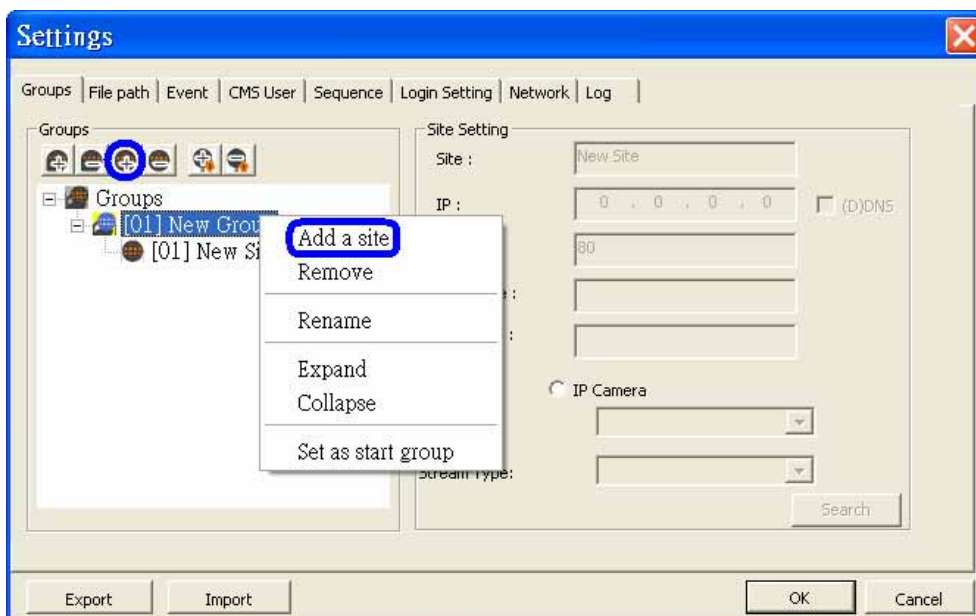 Settings
Groups File path Event CMS User Sequence Login Setting Network Log
Groups
Groups
[01] New
[01] New
Add a site
Remove
Rename
Expand
Collapse
Set as start group
Site Setting
Site : New Site
IP : 0 . 0 . 0 . 0 (D)DNS
80
:
:
IP Camera
Stream Type:
Search
Export Import OK Cancel